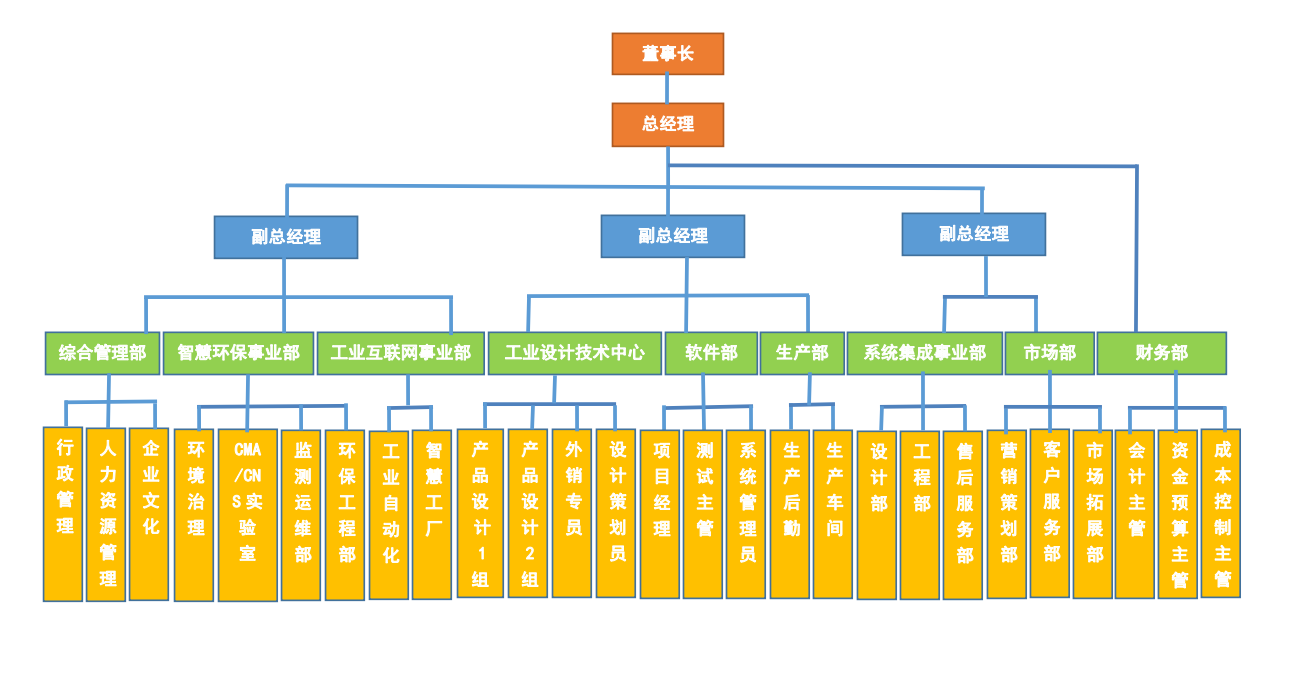 董事长
总经理
副总经理
副总经理
副总经理
综合管理部
智慧环保事业部
工业互联网事业部
工业设计技术中心
软件部
生产部
系统集成事业部
市场部
财务部
行政管理
人力资源管理
企业文化
环境治理
CMA
/CN
S实
验
室
监测运维部
环保工程部
工业自动化
智慧工厂
产品设计1组
产品设计2组
外销专员
设计策划员
项目经理
测试主管
系统管理员
生产后勤
生产车间
设计部
工程部
售后服务部
营销策划部
客户服务部
市场拓展部
会计主管
资金预算主管
成本控制主管